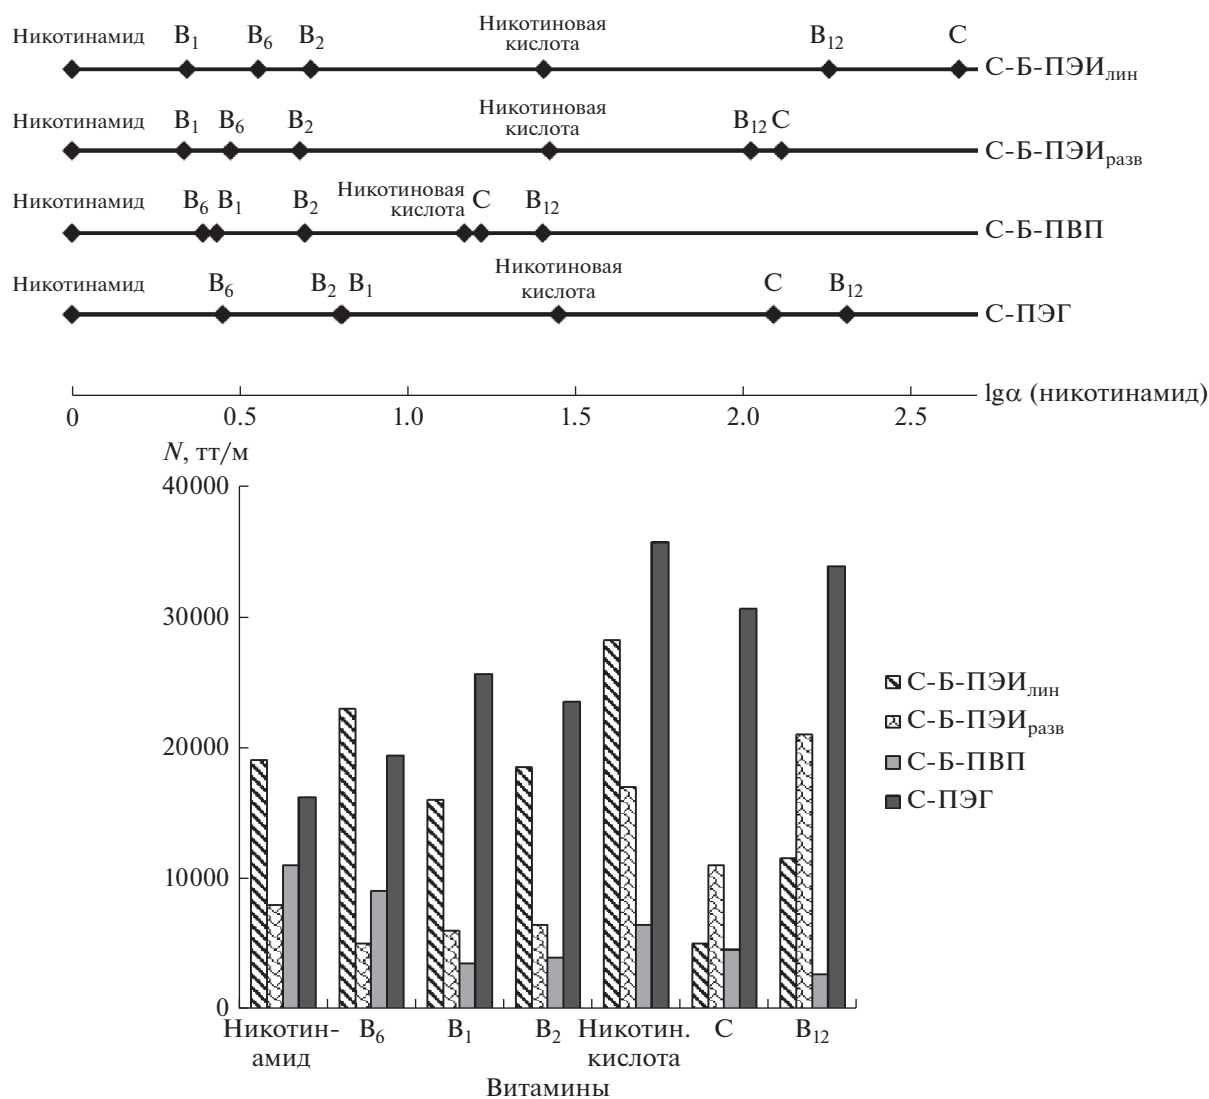 Никотинамид B1 B6 B2 Никотиновая кислота B12 C С-Б-ПЭИлин
Никотинамид B1 B6 B2 Никотиновая кислота B12 C С-Б-ПЭИразв
Никотинамид B6 B1 B2 Никотиновая кислота C B12 С-Б-ПВП
Никотинамид B6 B2 B1 Никотиновая кислота C B12 С-ПЭГ
lgα (никотинамид)
0 0.5 1.0 1.5 2.0 2.5
N, тт/м
40000
30000
20000
10000
0
С-Б-ПЭИлин
С-Б-ПЭИразв
С-Б-ПВП
С-ПЭГ
Никотин- B6 B1 B2 Никотин. C B12
амид кислота
Витамины